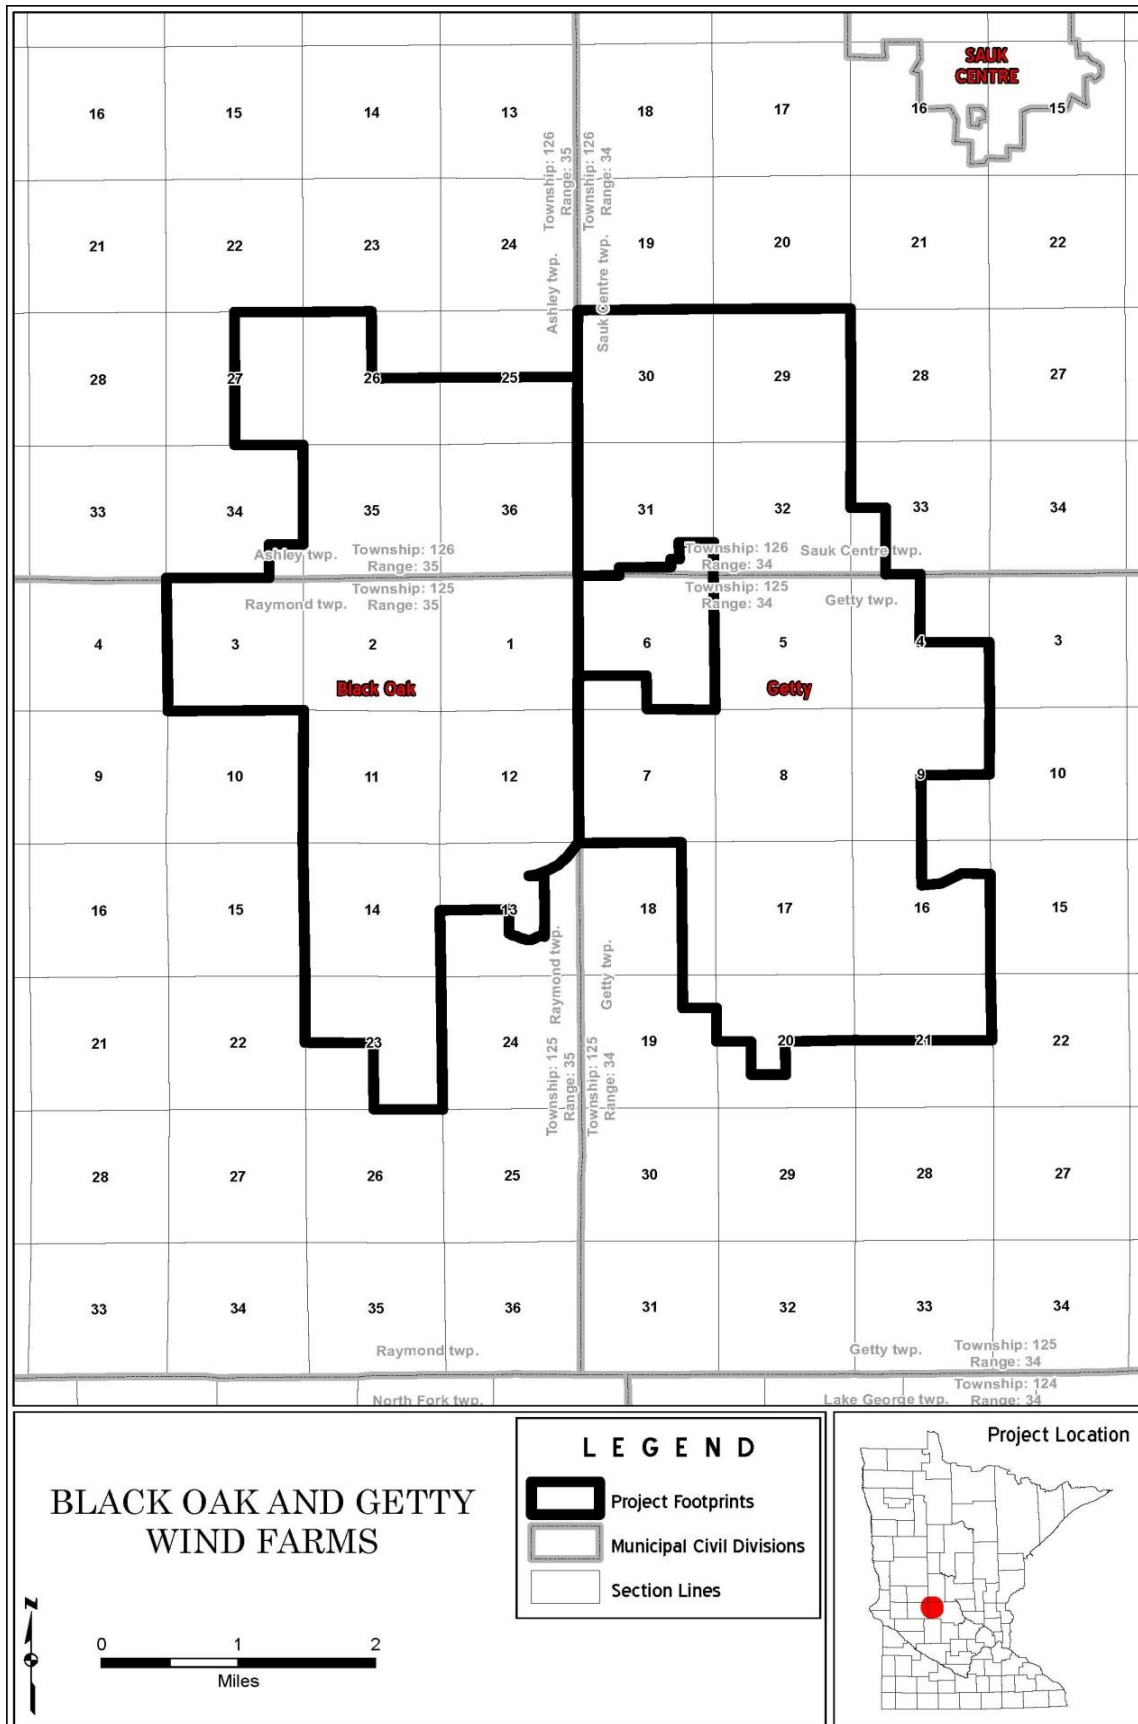 SAUK
CENTRE
16 15 14 13 18 17 16 15
Township: 126
Range: 35
Township: 126
Range: 34
21 22 23 24 19 20 21 22
Ashley twp.
Sauk Centre twp.
28 27 26 25 30 29 28 27
33 34 35 36 31 32 33 34
Ashley twp.
Township: 126
Range: 35
Township: 126
Range: 34
Sauk Centre twp.
Raymond twp.
Township: 125
Range: 35
Township: 125
Range: 34
Getty twp.
4 3 2 1 6 5 4 3
Black Oak
Getty
9 10 11 12 7 8 9 10
16 15 14 13 18 17 16 15
Raymond twp.
Getty twp.
21 22 23 24 19 20 21 22
Township: 125
Range: 35
Township: 125
Range: 34
28 27 26 25 30 29 28 27
33 34 35 36 31 32 33 34
Raymond twp.
Getty twp.
Township: 125
Range: 34
North Fork twp.
Lake George twp.
Township: 124
Range: 34
BLACK OAK AND GETTY
WIND FARMS
N
0 1 2
Miles
LEGEND
Project Footprints
Municipal Civil Divisions
Section Lines
Project Location